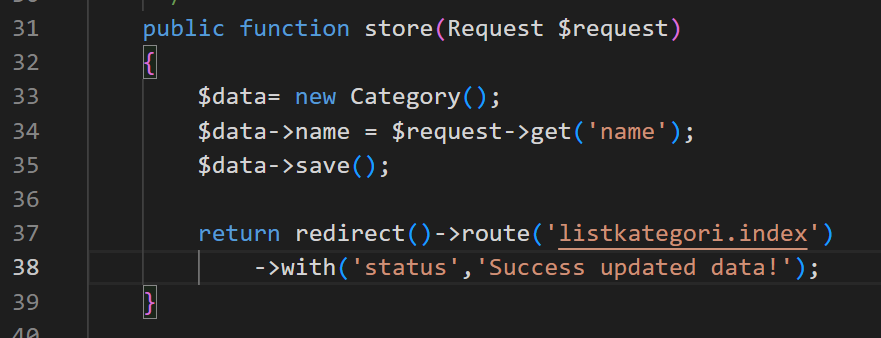 31 public function store(Request $request)
32 {
33 $data= new Category();
34 $data->name = $request->get('name');
35 $data->save();
36
37 return redirect()->route('listkategori.index')
38 ->with('status','Success updated data!');
39 }
40